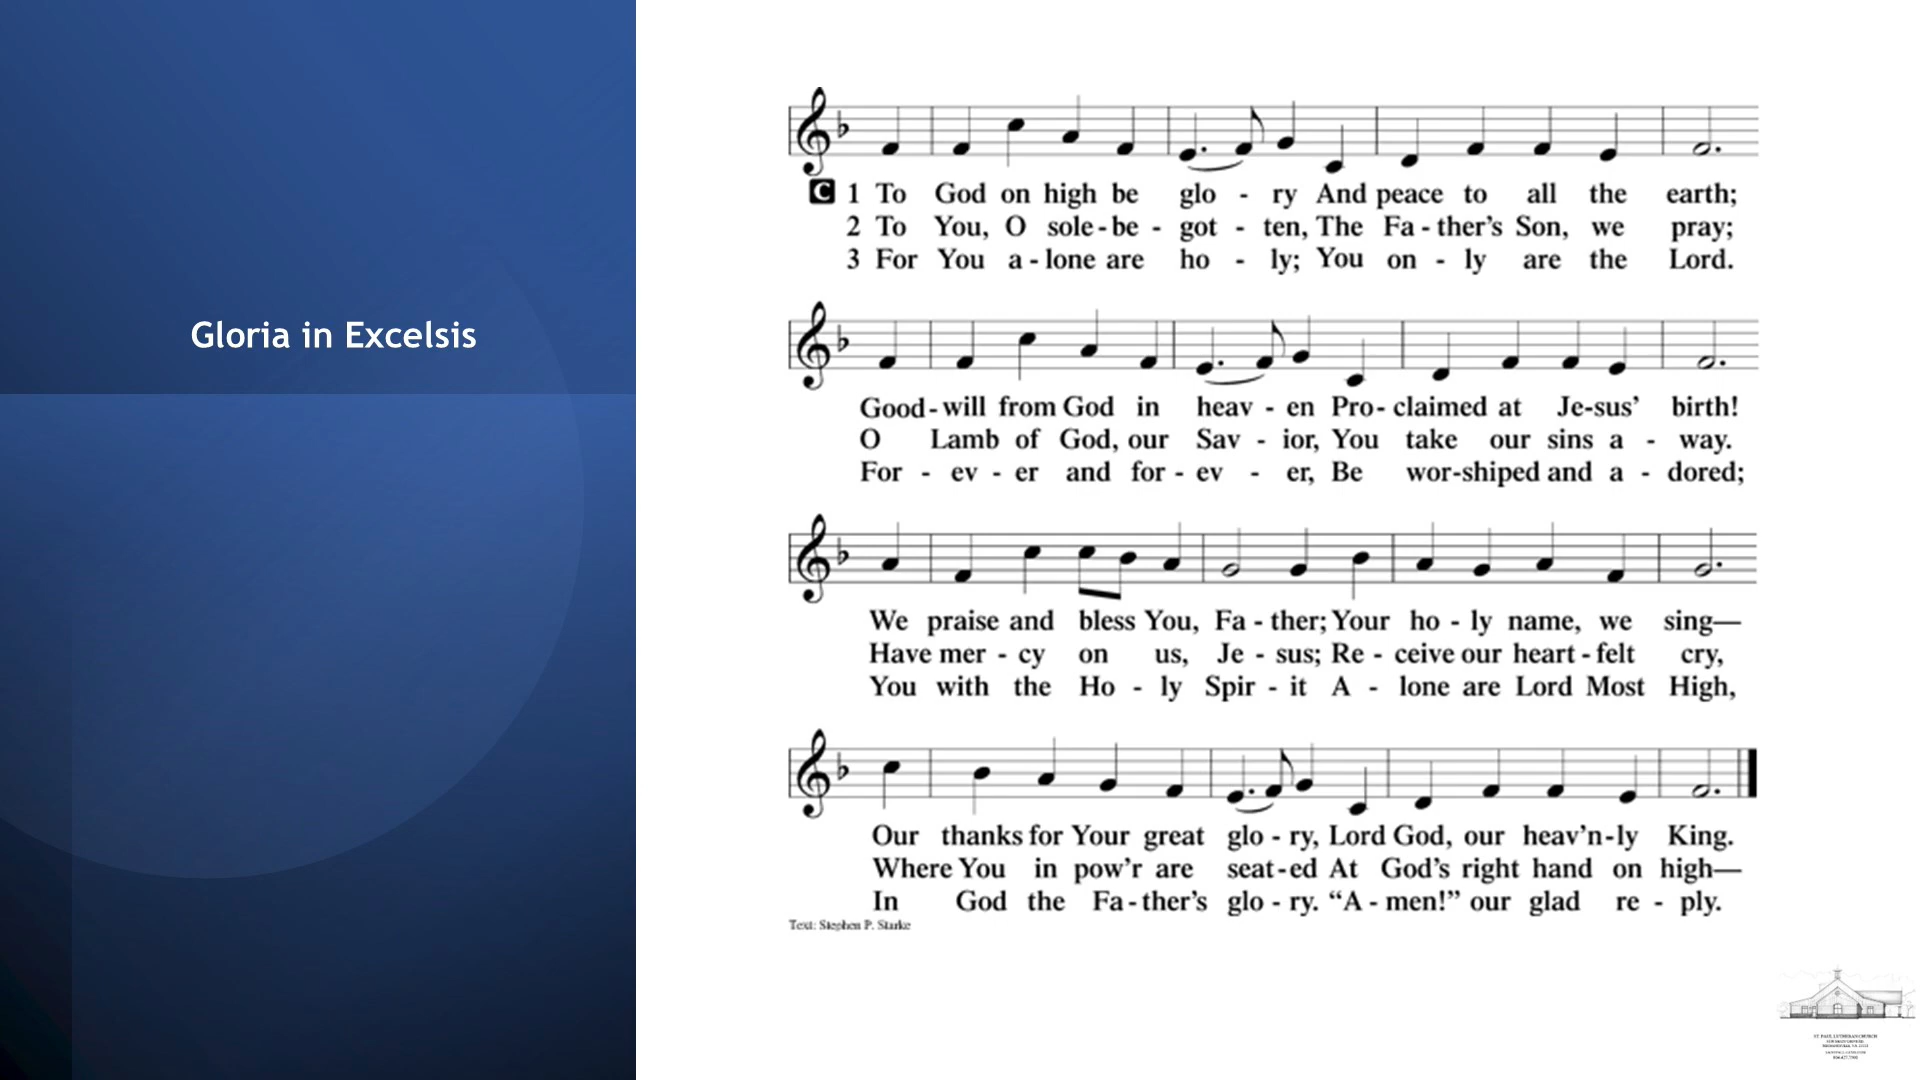 Gloria in Excelsis
C 1 To God on high be glo - ry And peace to all the earth;
2 To You, O sole - be - got - ten, The Fa - ther’s Son, we pray;
3 For You a - lone are ho - ly; You on - ly are the Lord.
Good - will from God in heav - en Pro - claimed at Je-sus’ birth!
O Lamb of God, our Sav - ior, You take our sins a - way.
For - ev - er and for - ev - er, Be wor-shiped and a - dored;
We praise and bless You, Fa - ther; Your ho - ly name, we sing—
Have mer - cy on us, Je - sus; Re - ceive our heart - felt cry,
You with the Ho - ly Spir - it A - lone are Lord Most High,
Our thanks for Your great glo - ry, Lord God, our heav’n-ly King.
Where You in pow’r are seat-ed At God’s right hand on high—
In God the Fa - ther’s glo - ry. “A - men!” our glad re - ply.
Text: Stephen P. Starke
ST. PAUL LUTHERAN CHURCH